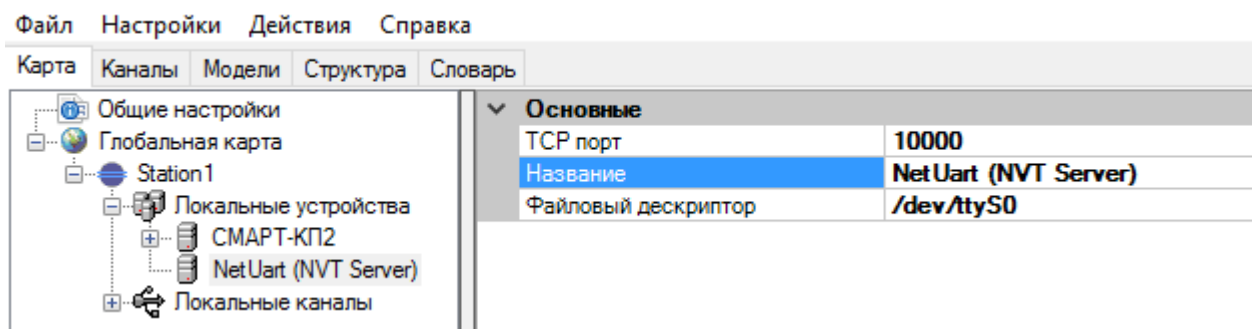 Файл Настройки Действия Справка
Карта Каналы Модели Структура Словарь
Общие настройки
Глобальная карта
Station1
Локальные устройства
СМАРТ-КП2
NetUart (NVT Server)
Локальные каналы
Основные
TCP порт 10000
Название NetUart (NVT Server)
Файловый дескриптор /dev/ttyS0